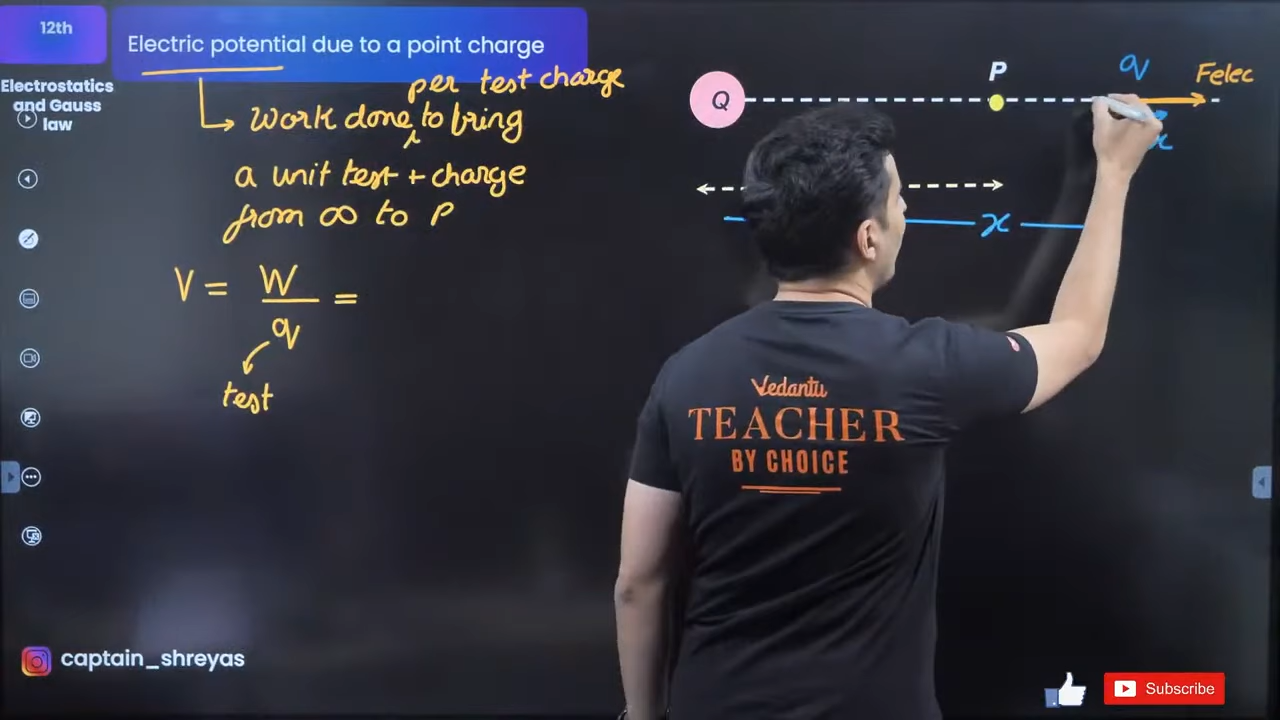 12th
Electric potential due to a point charge
Electrostatics
and Gauss
law
per test charge
Work done to bring
a unit test + charge
from ∞ to P
V = W/q =
test
Q
P
q
Felec
x
x
Vedantu
TEACHER
BY CHOICE
captain_shreyas
Subscribe